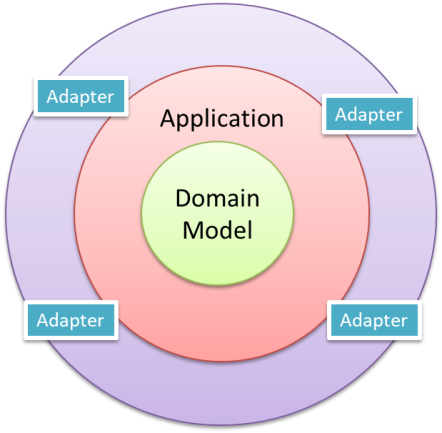 Adapter
Adapter
Application
Domain
Model
Adapter
Adapter